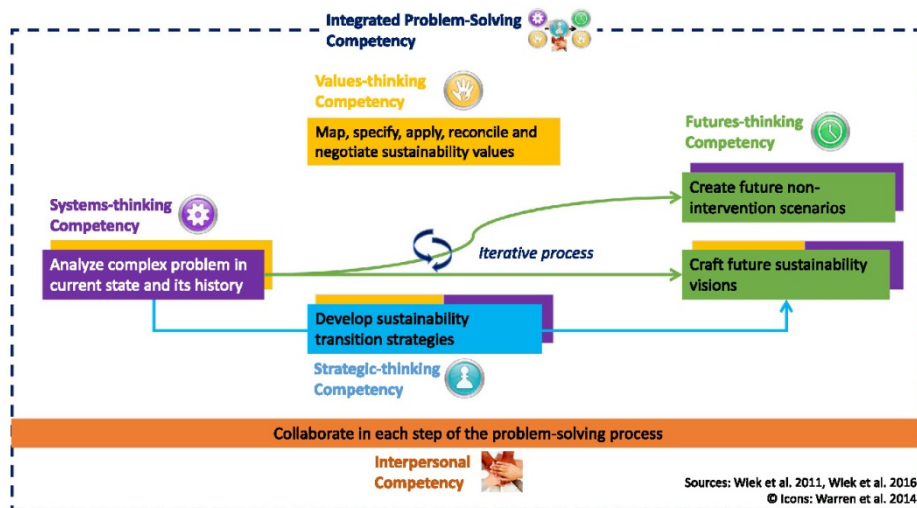 Integrated Problem-Solving
Competency
Values-thinking
Competency
Map, specify, apply, reconcile and
negotiate sustainability values
Futures-thinking
Competency
Create future non-
intervention scenarios
Systems-thinking
Competency
Analyze complex problem in
current state and its history
Iterative process
Craft future sustainability
visions
Develop sustainability
transition strategies
Strategic-thinking
Competency
Collaborate in each step of the problem-solving process
Interpersonal
Competency
Sources: Wiek et al. 2011, Wiek et al. 2016
© Icons: Warren et al. 2014